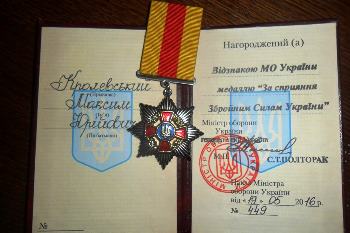 Кролевський
(прізвище)
Максим
(ім'я)
Юрійович
(по батькові)
№
Нагороджений (а)
Відзнакою МО України
медаллю "За сприяння
Збройним Силам України"
Міністр оборони
України
М.П.
С.Т.ПОЛТОРАК
Наказ Міністра
оборони України
від «19» 05 2016 р.
№ 449